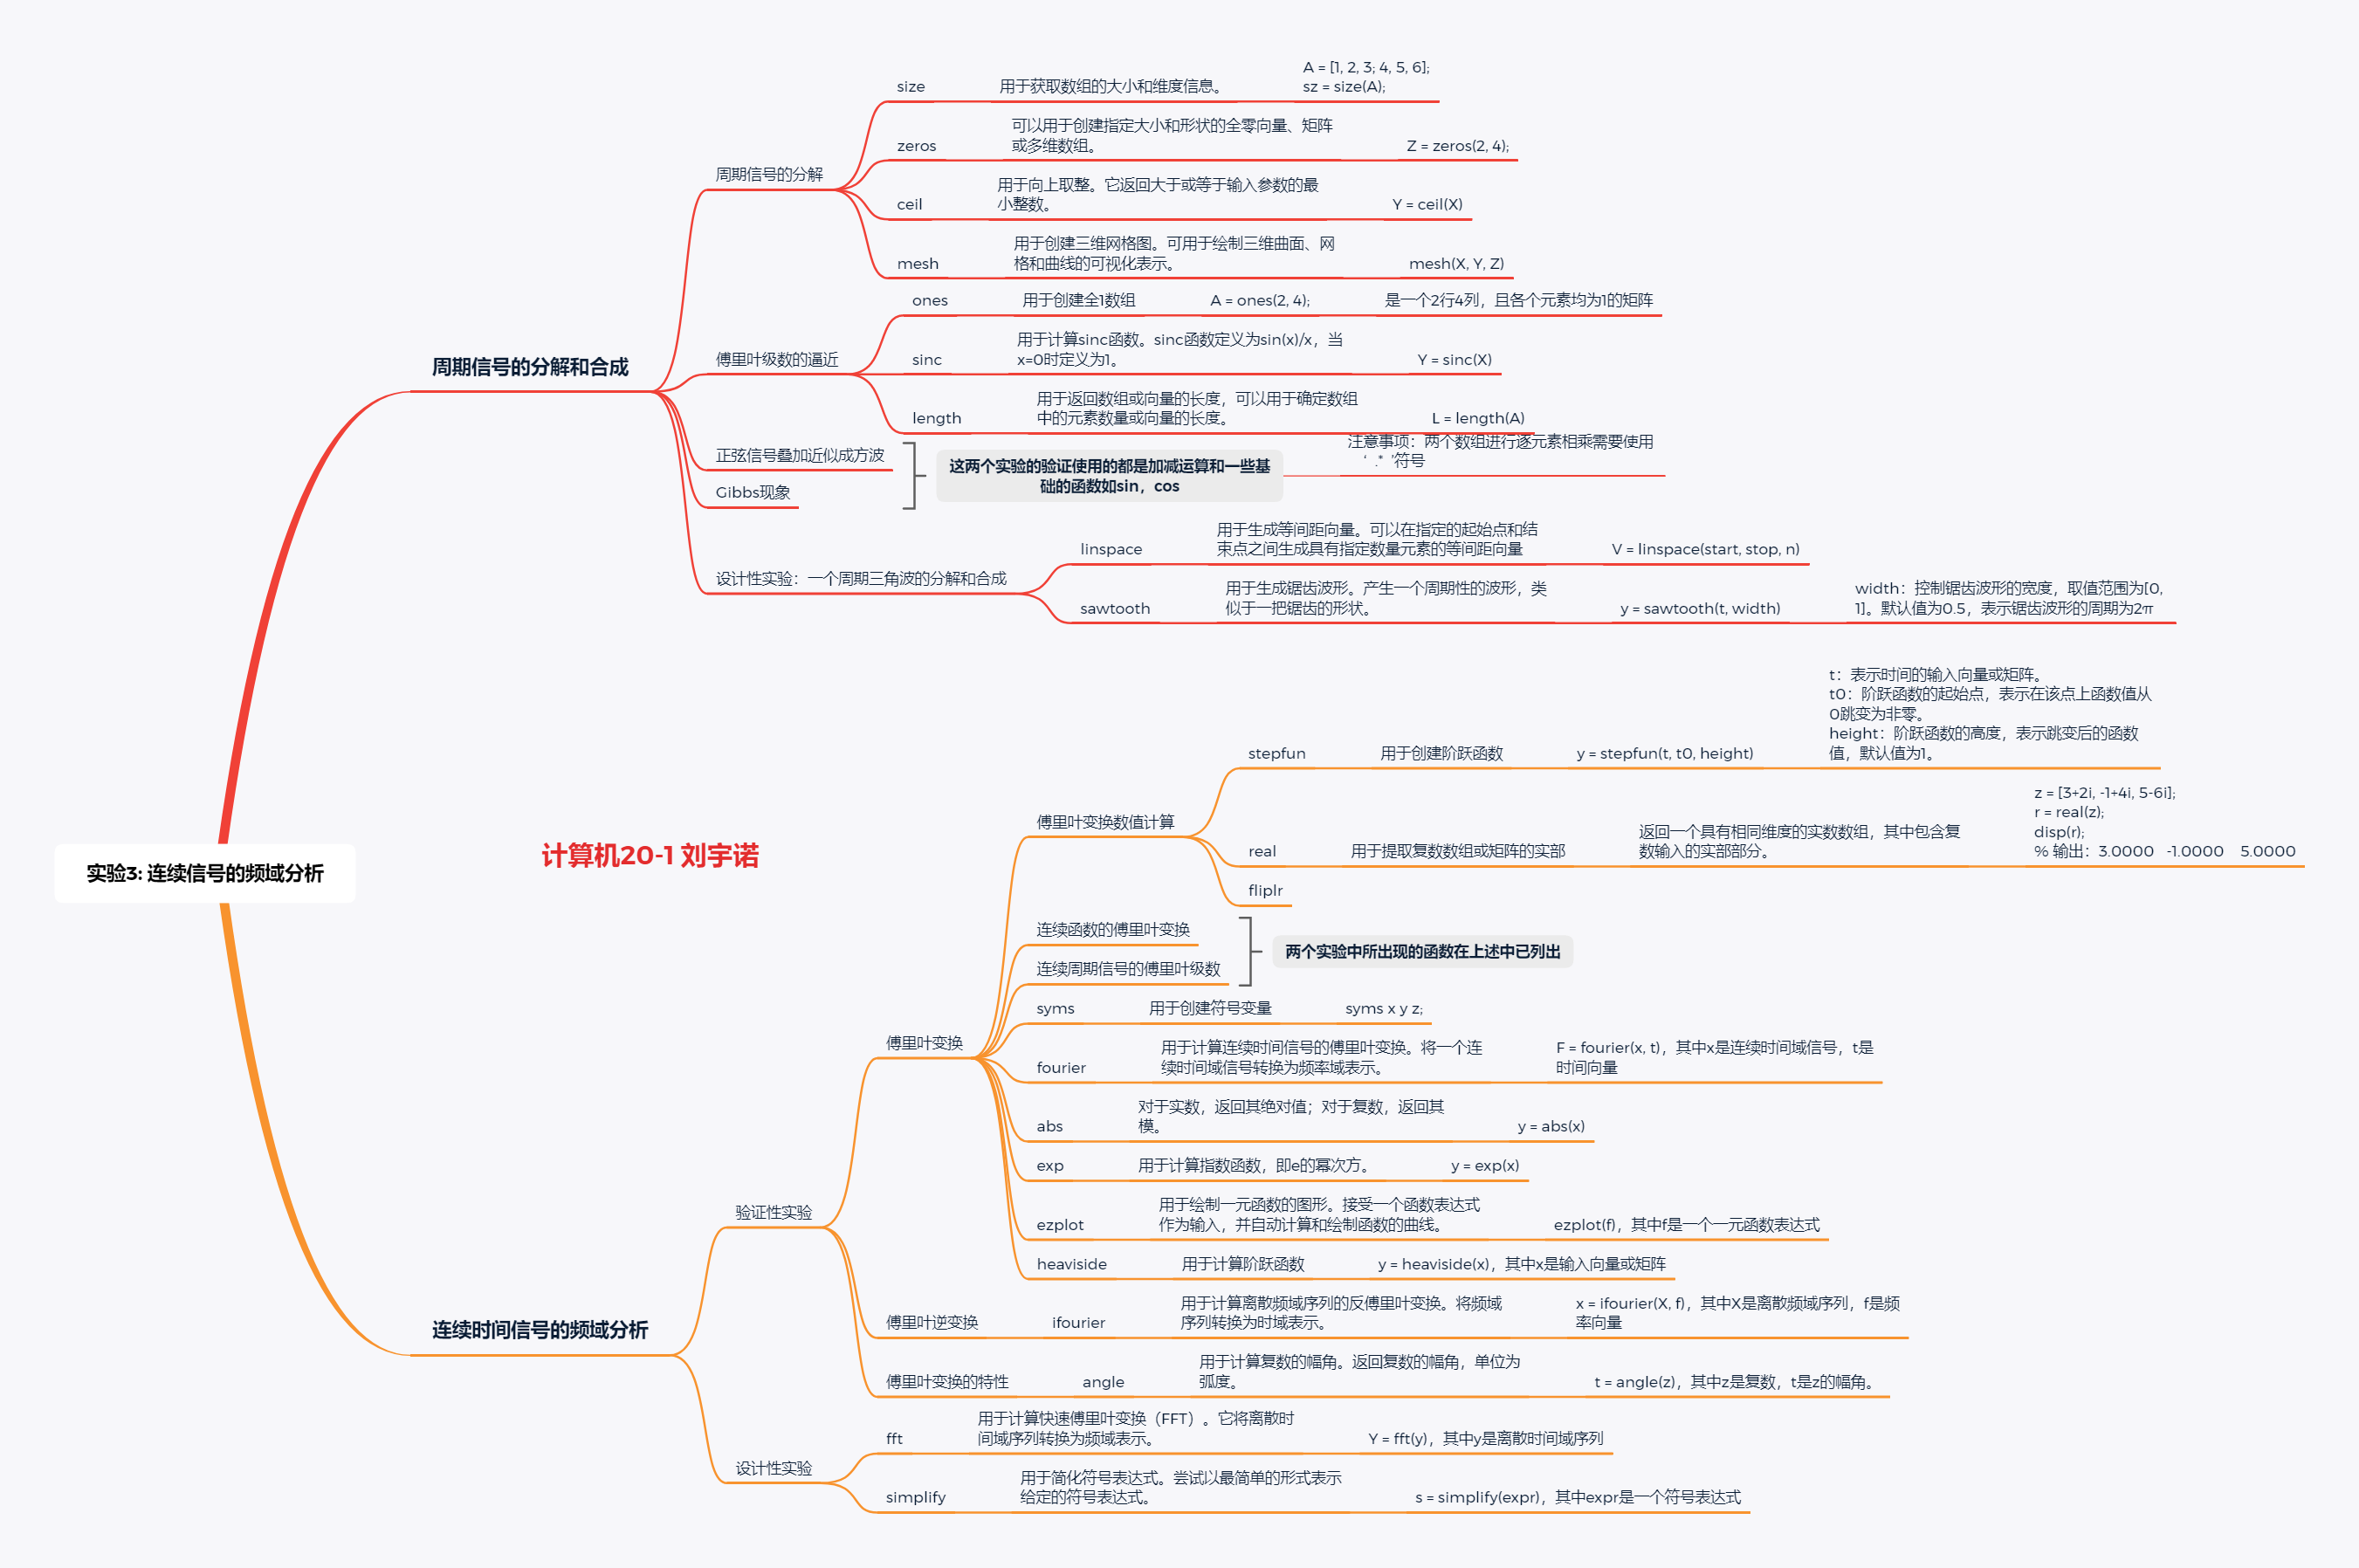 实验3: 连续信号的频域分析
计算机20-1 刘宇诺
周期信号的分解和合成
周期信号的分解
size
用于获取数组的大小和维度信息。
A = [1, 2, 3; 4, 5, 6];
sz = size(A);
zeros
可以用于创建指定大小和形状的全零向量、矩阵
或多维数组。
Z = zeros(2, 4);
ceil
用于向上取整。它返回大于或等于输入参数的最
小整数。
Y = ceil(X)
mesh
用于创建三维网格图。可用于绘制三维曲面、网
格和曲线的可视化表示。
mesh(X, Y, Z)
傅里叶级数的逼近
ones
用于创建全1数组
A = ones(2, 4);
是一个2行4列，且各个元素均为1的矩阵
sinc
用于计算sinc函数。sinc函数定义为sin(x)/x，当
x=0时定义为1。
Y = sinc(X)
length
用于返回数组或向量的长度，可以用于确定数组
中的元素数量或向量的长度。
L = length(A)
正弦信号叠加近似成方波
Gibbs现象
这两个实验的验证使用的都是加减运算和一些基
础的函数如sin，cos
注意事项：两个数组进行逐元素相乘需要使用
‘ .* ’符号
设计性实验：一个周期三角波的分解和合成
linspace
用于生成等间距向量。可以在指定的起始点和结
束点之间生成具有指定数量元素的等间距向量
V = linspace(start, stop, n)
sawtooth
用于生成锯齿波形。产生一个周期性的波形，类
似于一把锯齿的形状。
y = sawtooth(t, width)
width：控制锯齿波形的宽度，取值范围为[0,
1]。默认值为0.5，表示锯齿波形的周期为2π
连续时间信号的频域分析
验证性实验
傅里叶变换
傅里叶变换数值计算
stepfun
用于创建阶跃函数
y = stepfun(t, t0, height)
t：表示时间的输入向量或矩阵。
t0：阶跃函数的起始点，表示在该点上函数值从
0跳变为非零。
height：阶跃函数的高度，表示跳变后的函数
值，默认值为1。
real
用于提取复数数组或矩阵的实部
返回一个具有相同维度的实数数组，其中包含复
数输入的实部部分。
z = [3+2i, -1+4i, 5-6i];
r = real(z);
disp(r);
% 输出：3.0000 -1.0000 5.0000
fliplr
连续函数的傅里叶变换
连续周期信号的傅里叶级数
两个实验中所出现的函数在上述中已列出
syms
用于创建符号变量
syms x y z;
fourier
用于计算连续时间信号的傅里叶变换。将一个连
续时间域信号转换为频率域表示。
F = fourier(x, t)，其中x是连续时间域信号，t是
时间向量
abs
对于实数，返回其绝对值；对于复数，返回其
模。
y = abs(x)
exp
用于计算指数函数，即e的幂次方。
y = exp(x)
ezplot
用于绘制一元函数的图形。接受一个函数表达式
作为输入，并自动计算和绘制函数的曲线。
ezplot(f)，其中f是一个一元函数表达式
heaviside
用于计算阶跃函数
y = heaviside(x)，其中x是输入向量或矩阵
傅里叶逆变换
ifourier
用于计算离散频域序列的反傅里叶变换。将频域
序列转换为时域表示。
x = ifourier(X, f)，其中X是离散频域序列，f是频
率向量
傅里叶变换的特性
angle
用于计算复数的幅角。返回复数的幅角，单位为
弧度。
t = angle(z)，其中z是复数，t是z的幅角。
设计性实验
fft
用于计算快速傅里叶变换（FFT）。它将离散时
间域序列转换为频域表示。
Y = fft(y)，其中y是离散时间域序列
simplify
用于简化符号表达式。尝试以最简单的形式表示
给定的符号表达式。
s = simplify(expr)，其中expr是一个符号表达式